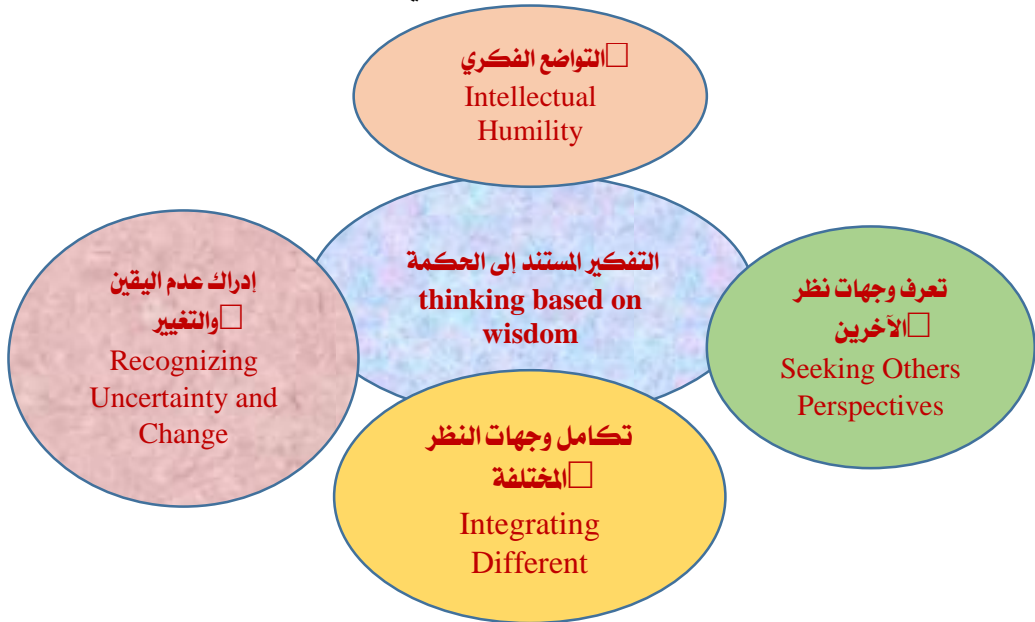 التواضع الفكري
Intellectual
Humility
التفكير المستند إلى الحكمة
thinking based on
wisdom
إدراك عدم اليقين
والتغيير
Recognizing
Uncertainty and
Change
تعرف وجهات نظر
الآخرين
Seeking Others
Perspectives
تكامل وجهات النظر
المختلفة
Integrating
Different